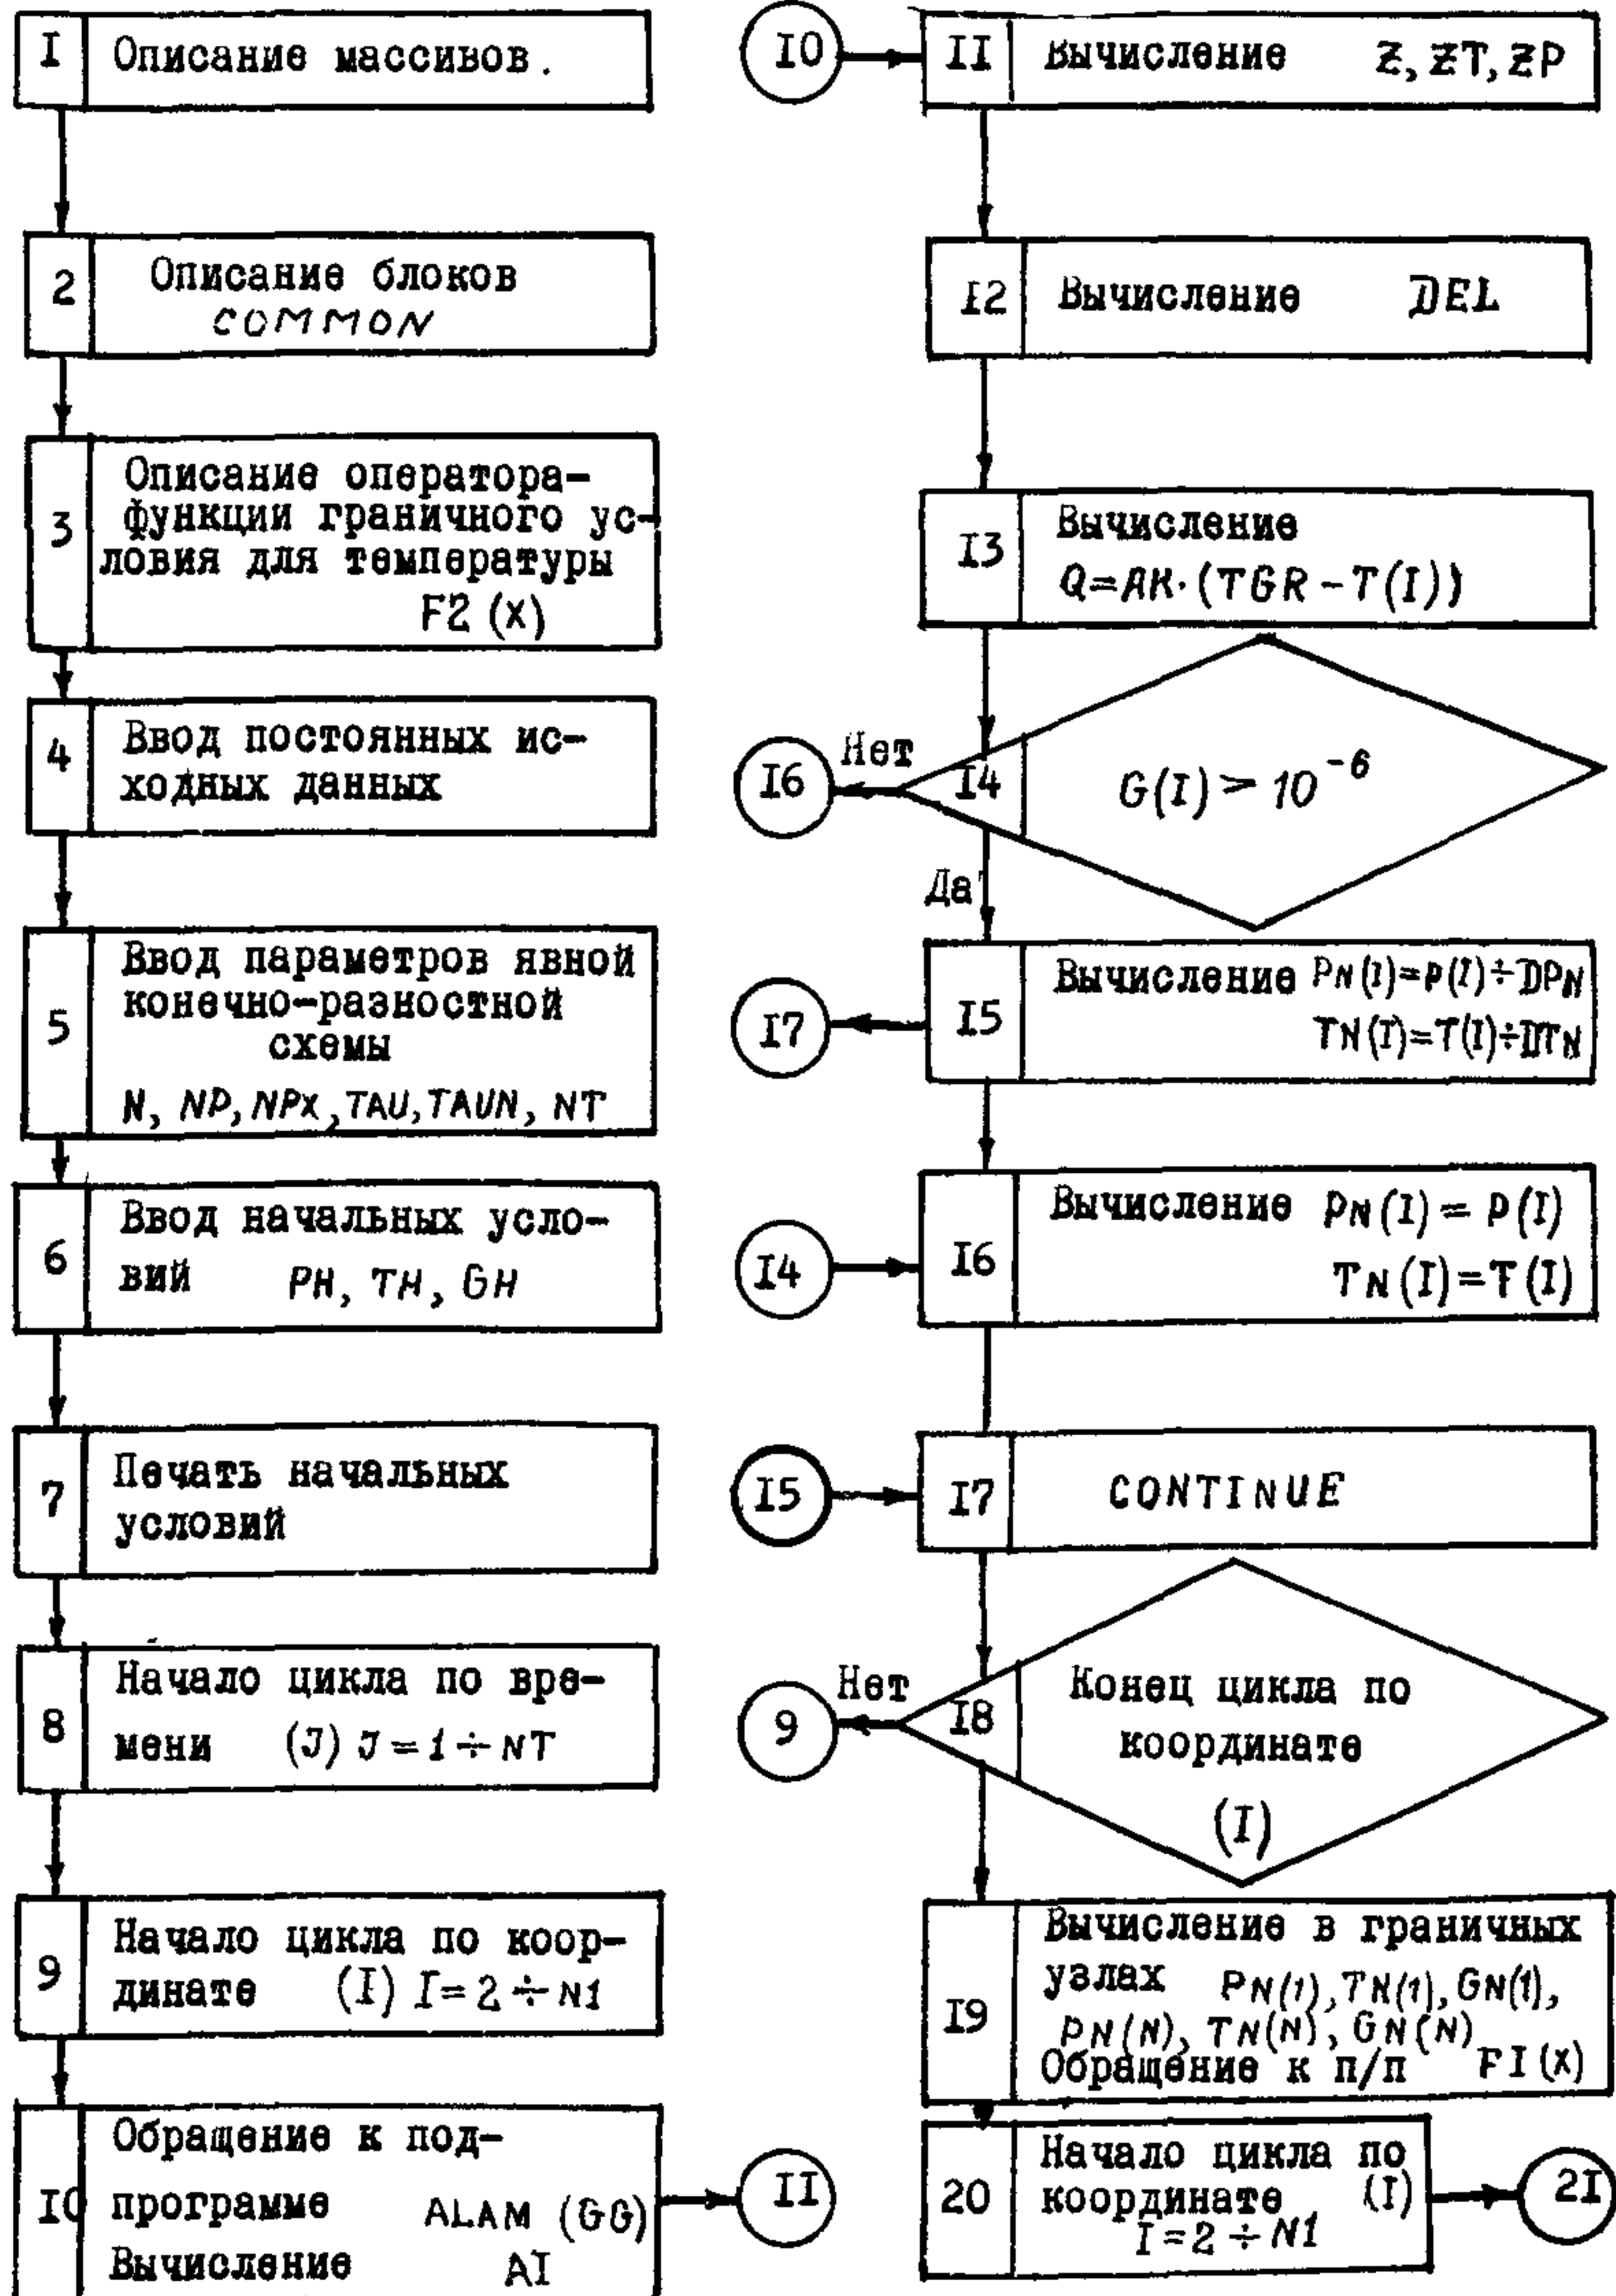 I Описание массивов.
2 Описание блоков
COMMON
3 Описание оператора-
функции граничного ус-
ловия для температуры
F2 (x)
4 Ввод постоянных ис-
ходных данных
5 Ввод параметров явной
конечно-разностной
схемы
N, NP, NPX, TAU, TAUN, NT
6 Ввод начальных усло-
вий PH, TH, GH
7 Печать начальных
условий
8 Начало цикла по вре-
мени (J) J = 1 ÷ NT
9 Начало цикла по коор-
динате (I) I = 2 ÷ N1
IO Обращение к под-
программе ALAM (GG)
Вычисление AI
II
IO
II Вычисление Z, ZT, ZP
I2 Вычисление DEL
I3 Вычисление
Q=AK·(TGR-T(I))
I4 G(I) > 10⁻⁶
Нет
I6
Да
I5 Вычисление PN(I)=P(I)÷DPN
TN(I)=T(I)÷DTN
I7
I6 Вычисление PN(I) = P(I)
TN(I)=T(I)
I4
I7 CONTINUE
I5
I8 Конец цикла по
координате
(I)
Нет
9
I9 Вычисление в граничных
узлах PN(1), TN(1), GN(1),
PN(N), TN(N), GN(N)
Обращение к п/п FI(x)
20 Начало цикла по
координате (I)
I = 2 ÷ N1
2I